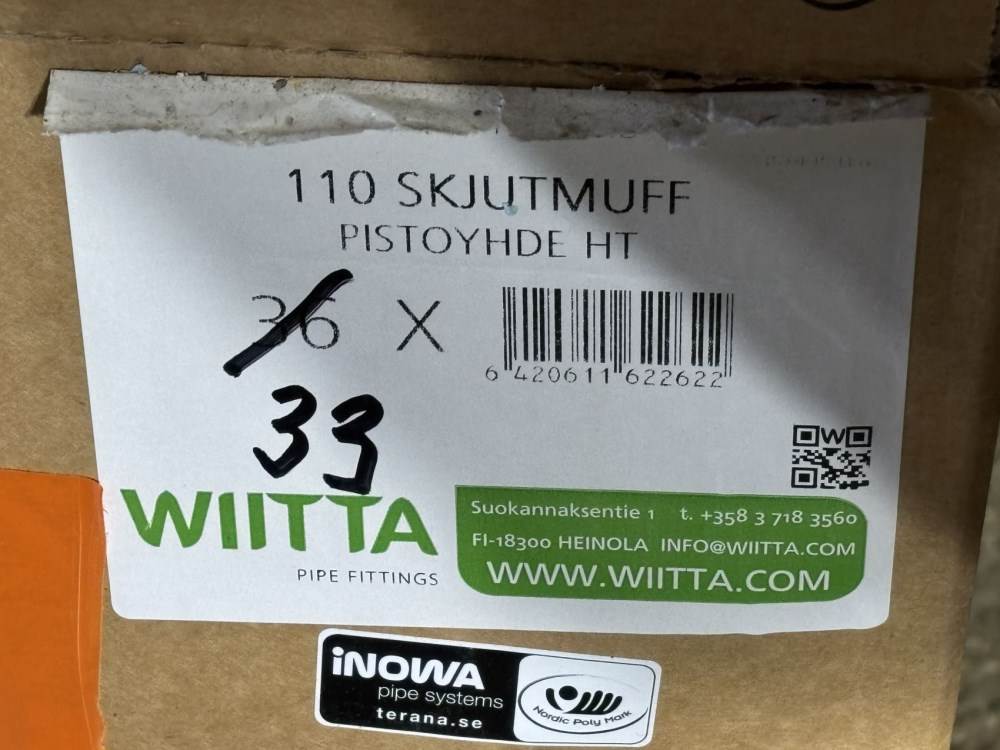 110 SKJUTMUFF
PISTOYHDE HT
36 X
6 420611 622622
33
W
WIITTA
PIPE FITTINGS
Suokannaksentie 1 t. +358 3 718 3560
FI-18300 HEINOLA INFO@WIITTA.COM
WWW.WIITTA.COM
iNOWA
pipe systems
terana.se
Nordic Poly Mark